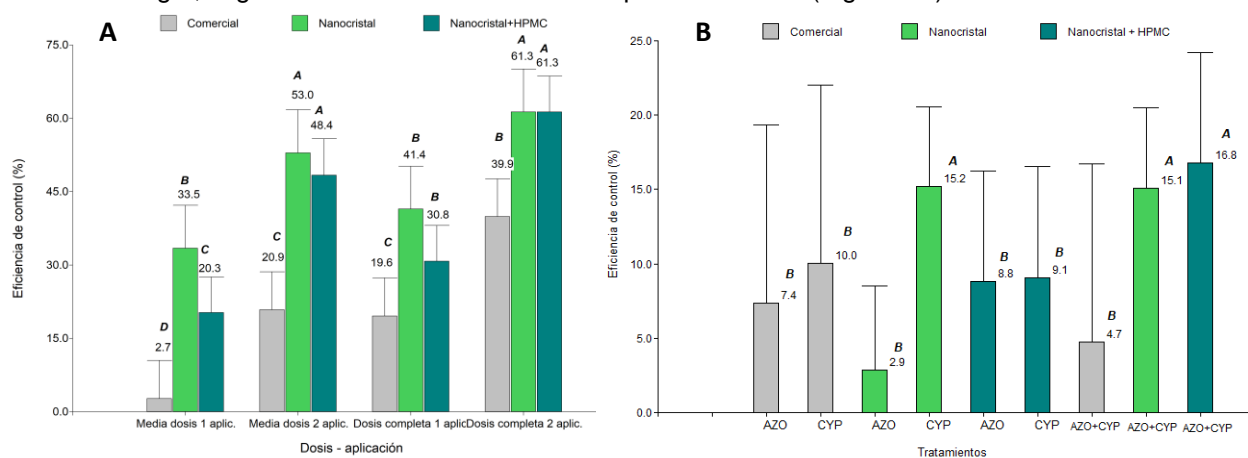 A
Comercial Nanocristal Nanocristal+HPMC
Eficiencia de control (%)
75.0
60.0
45.0
30.0
15.0
0.0
D
2.7
B
33.5
C
20.3
C
20.9
A
53.0
A
48.4
C
19.6
B
41.4
B
30.8
B
39.9
A
61.3
A
61.3
Media dosis 1 aplic. Media dosis 2 aplic. Dosis completa 1 aplic Dosis completa 2 aplic.
Dosis - aplicación
B
Comercial Nanocristal Nanocristal + HPMC
Eficiencia de control (%)
25.0
20.0
15.0
10.0
5.0
0.0
B
7.4
B
10.0
B
2.9
A
15.2
B
8.8
B
9.1
B
4.7
A
15.1
A
16.8
AZO CYP AZO CYP AZO CYP AZO+CYP AZO+CYP AZO+CYP
Tratamientos